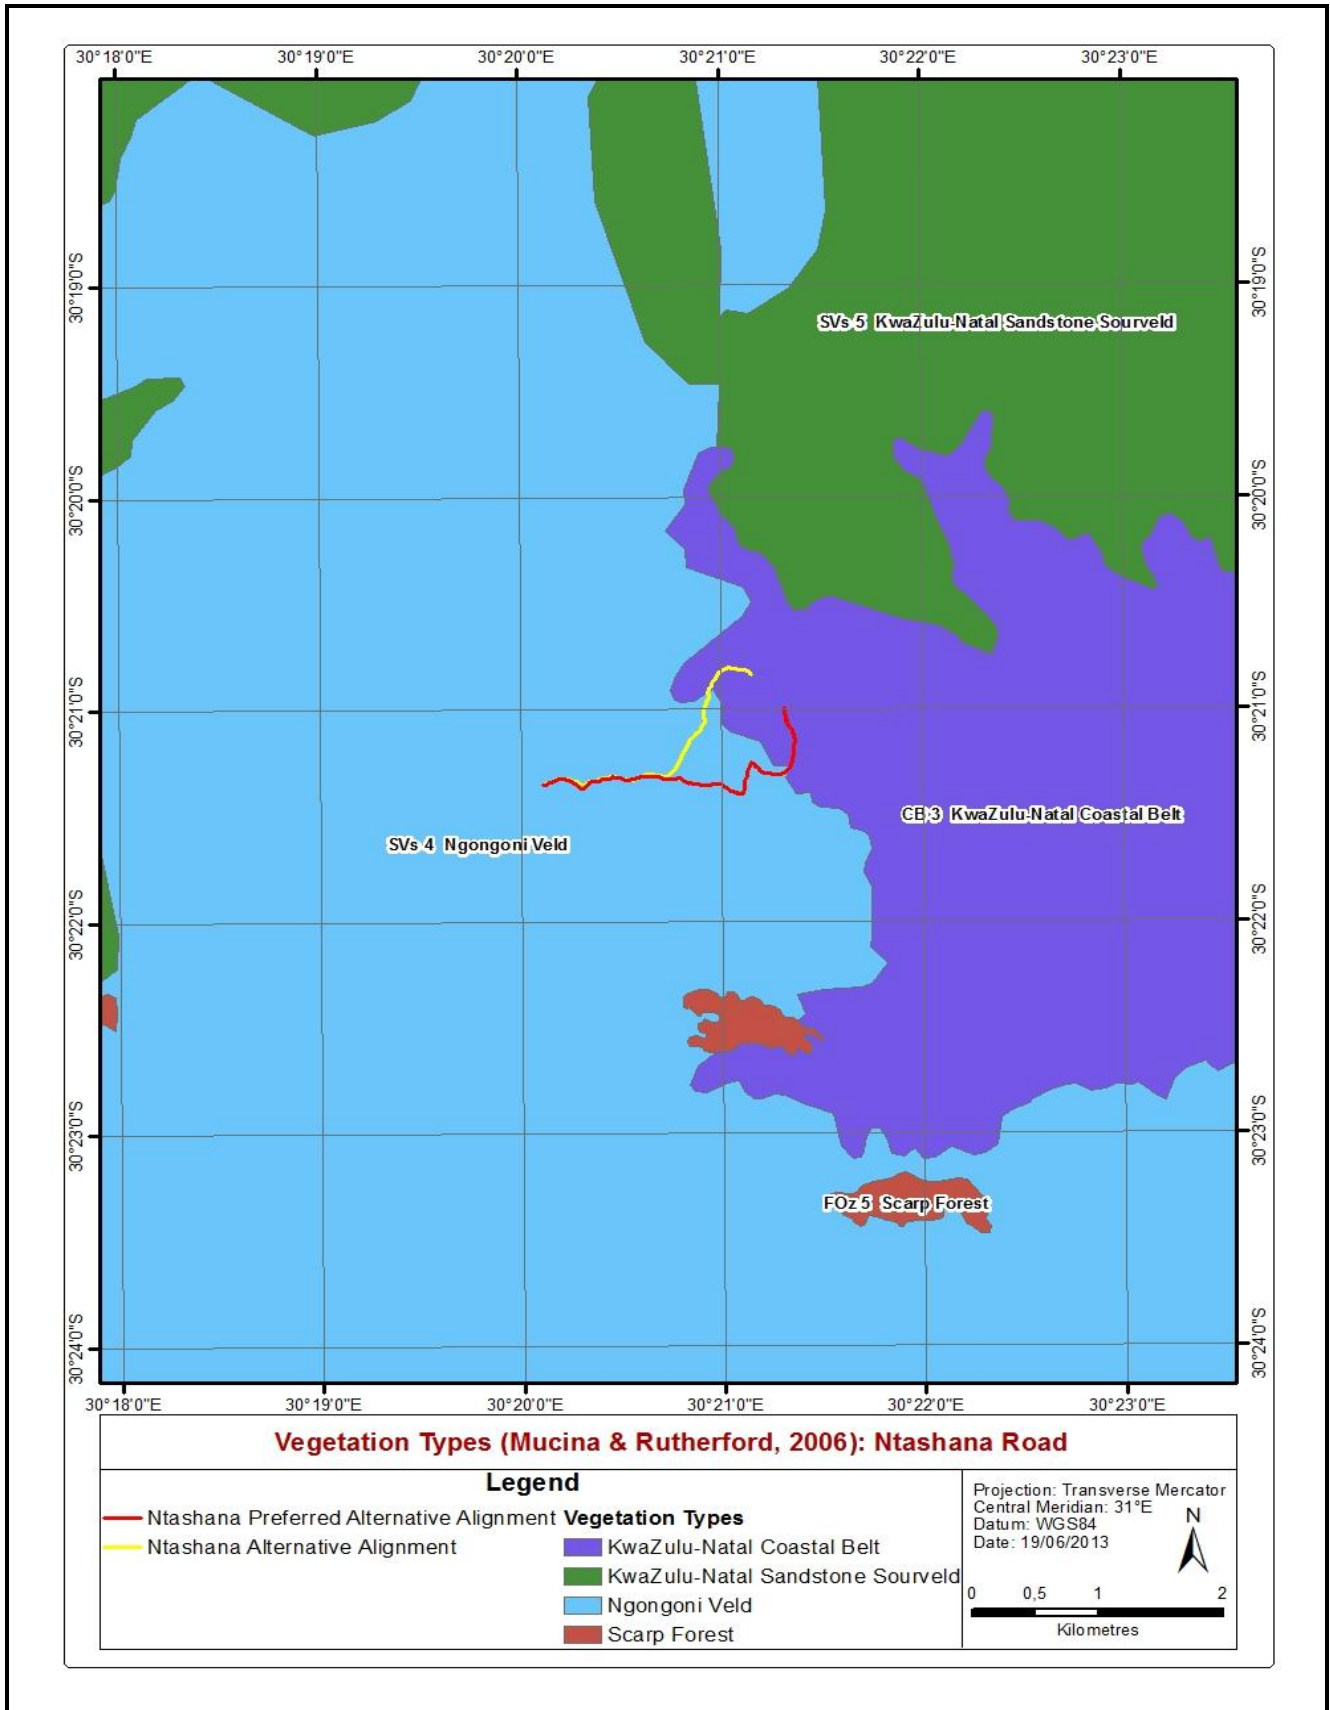 30°18'0"E 30°19'0"E 30°20'0"E 30°21'0"E 30°22'0"E 30°23'0"E
30°19'0"S 30°19'0"S
SVs 5 KwaZulu-Natal Sandstone Sourveld
30°20'0"S 30°20'0"S
30°21'0"S 30°21'0"S
CB 3 KwaZulu-Natal Coastal Belt
SVs 4 Ngongoni Veld
30°22'0"S 30°22'0"S
30°23'0"S 30°23'0"S
FOz 5 Scarp Forest
30°24'0"S 30°24'0"S
30°18'0"E 30°19'0"E 30°20'0"E 30°21'0"E 30°22'0"E 30°23'0"E
Vegetation Types (Mucina & Rutherford, 2006): Ntashana Road
Legend
Ntashana Preferred Alternative Alignment
Ntashana Alternative Alignment
Vegetation Types
KwaZulu-Natal Coastal Belt
KwaZulu-Natal Sandstone Sourveld
Ngongoni Veld
Scarp Forest
Projection: Transverse Mercator
Central Meridian: 31°E
Datum: WGS84
Date: 19/06/2013
N
0 0,5 1 2
Kilometres